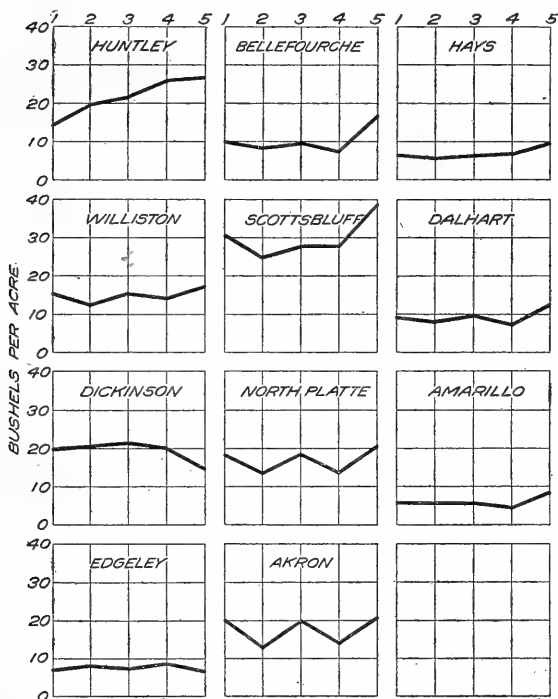 1 2 3 4 5 1 2 3 4 5 1 2 3 4 5
40 HUNTLEY BELLEFOURCHE HAYS
30
20
10
0
40 WILLISTON SCOTTSBLUFF DALHART
30
20
10
0
BUSHELS PER ACRE.
40 DICKINSON NORTH PLATTE AMARILLO
30
20
10
0
40 EDGELEY AKRON
30
20
10
0